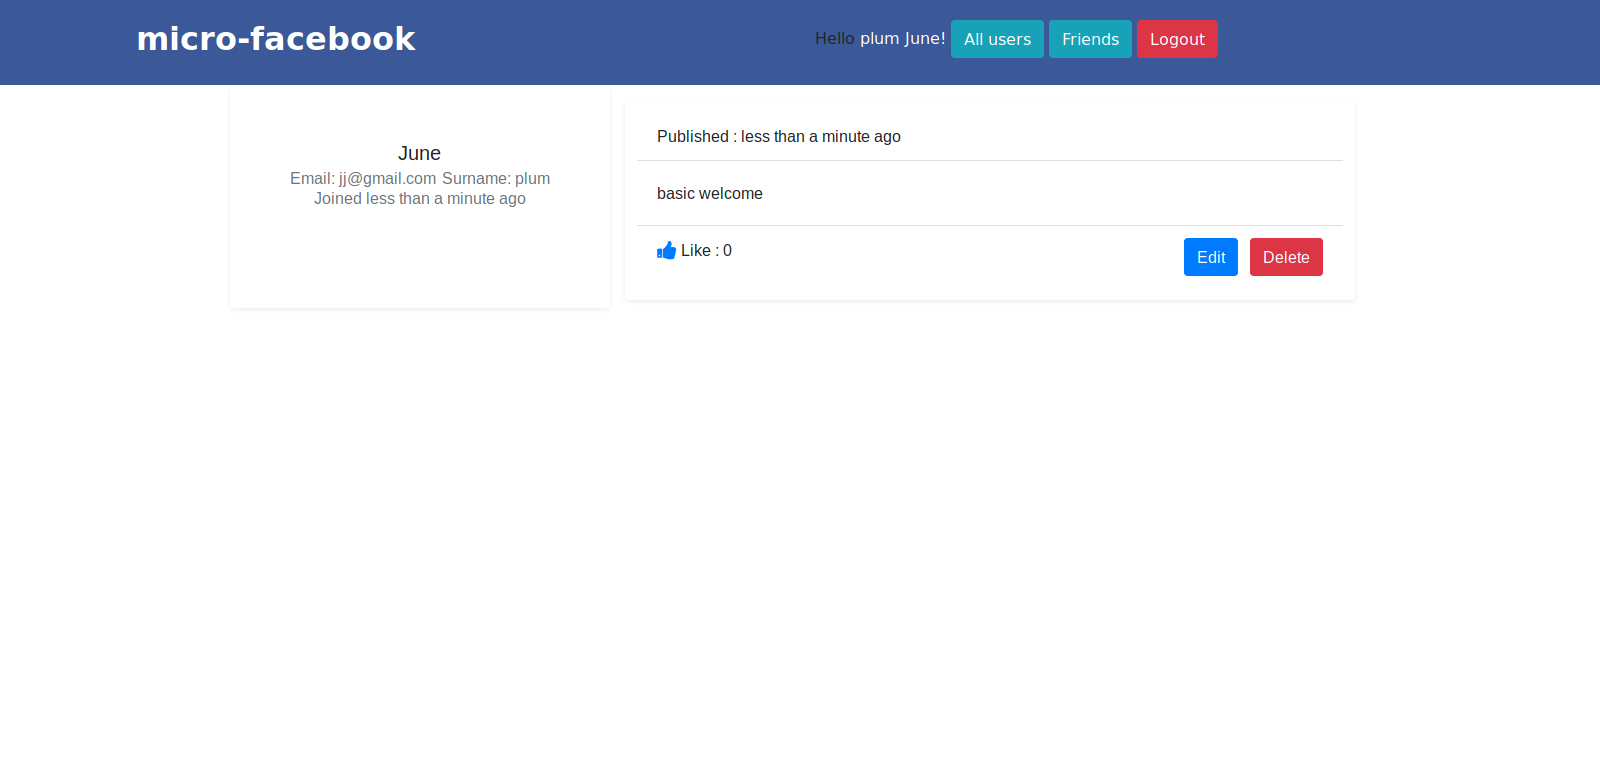 micro-facebook
Hello plum June! All users Friends Logout
June
Email: jj@gmail.com Surname: plum
Joined less than a minute ago
Published : less than a minute ago
basic welcome
Like : 0
Edit Delete